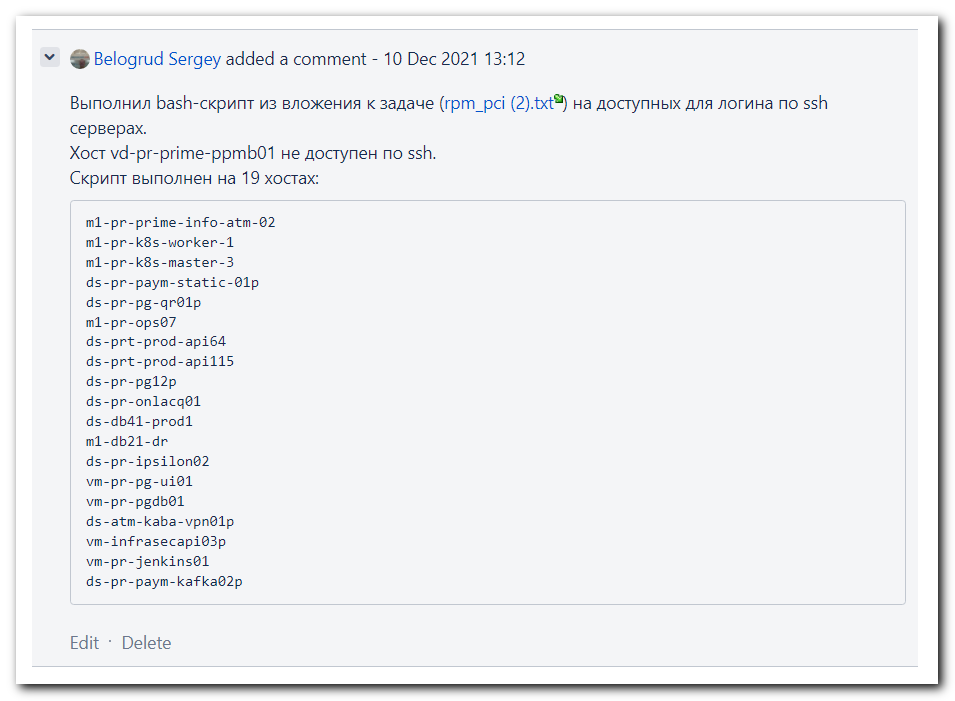 Belogrud Sergey added a comment - 10 Dec 2021 13:12
Выполнил bash-скрипт из вложения к задаче (rpm_pci (2).txt) на доступных для логина по ssh
серверах.
Хост vd-pr-prime-ppmb01 не доступен по ssh.
Скрипт выполнен на 19 хостах:
m1-pr-prime-info-atm-02
m1-pr-k8s-worker-1
m1-pr-k8s-master-3
ds-pr-paym-static-01p
ds-pr-pg-qr01p
m1-pr-ops07
ds-prt-prod-api64
ds-prt-prod-api115
ds-pr-pg12p
ds-pr-onlacq01
ds-db41-prod1
m1-db21-dr
ds-pr-ipsilon02
vm-pr-pg-ui01
vm-pr-pgdb01
ds-atm-kaba-vpn01p
vm-infrasecapi03p
vm-pr-jenkins01
ds-pr-paym-kafka02p
Edit · Delete